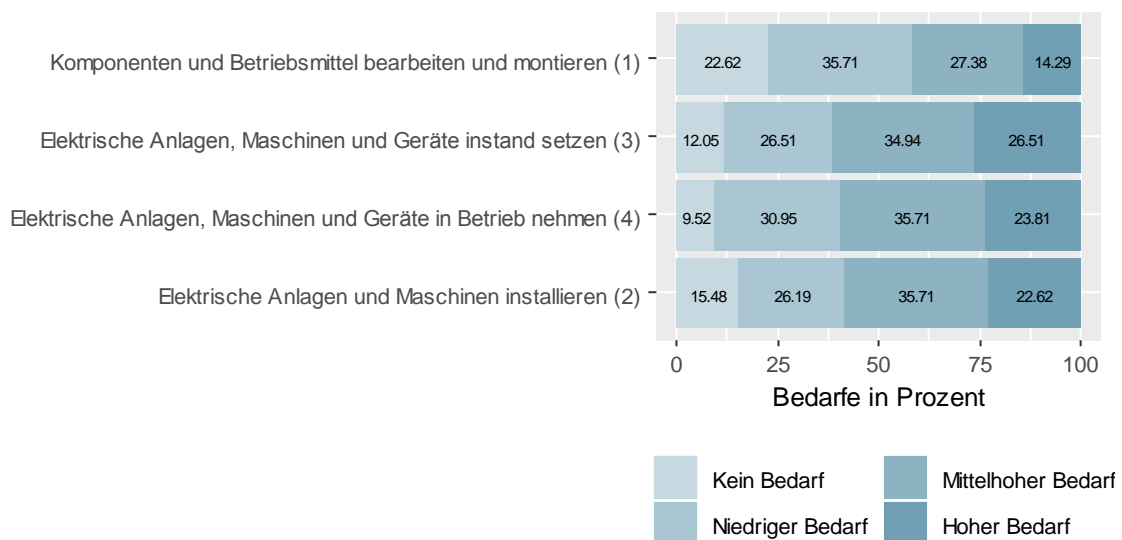 Komponenten und Betriebsmittel bearbeiten und montieren (1) 22.62 35.71 27.38 14.29
Elektrische Anlagen, Maschinen und Geräte instand setzen (3) 12.05 26.51 34.94 26.51
Elektrische Anlagen, Maschinen und Geräte in Betrieb nehmen (4) 9.52 30.95 35.71 23.81
Elektrische Anlagen und Maschinen installieren (2) 15.48 26.19 35.71 22.62
0 25 50 75 100
Bedarfe in Prozent
Kein Bedarf Mittelhoher Bedarf
Niedriger Bedarf Hoher Bedarf